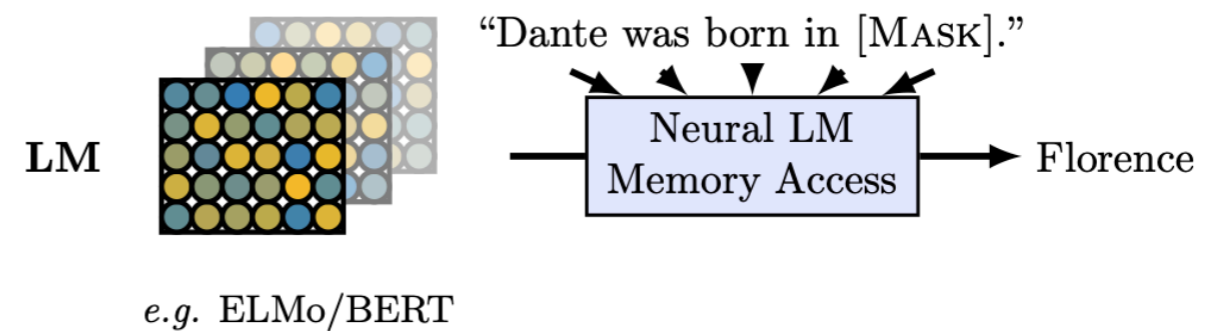 “Dante was born in [MASK].”
LM
Neural LM
Memory Access
Florence
e.g. ELMo/BERT